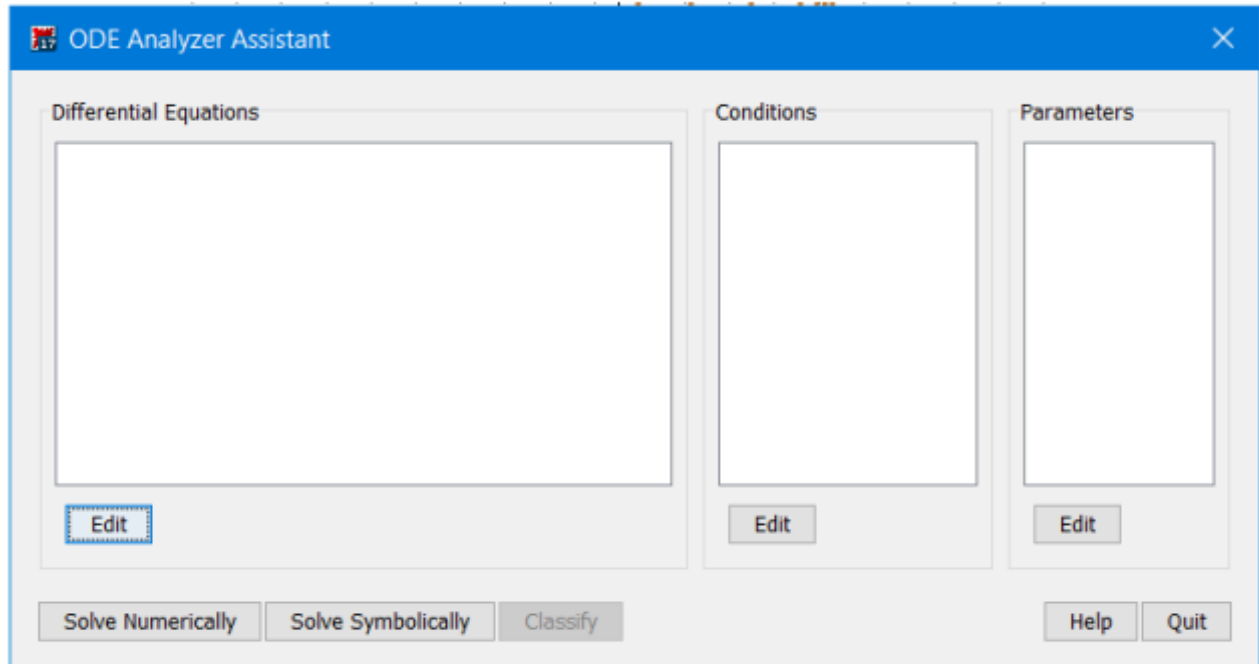 ODE Analyzer Assistant
Differential Equations
Conditions
Parameters
Edit
Edit
Edit
Solve Numerically
Solve Symbolically
Classify
Help
Quit